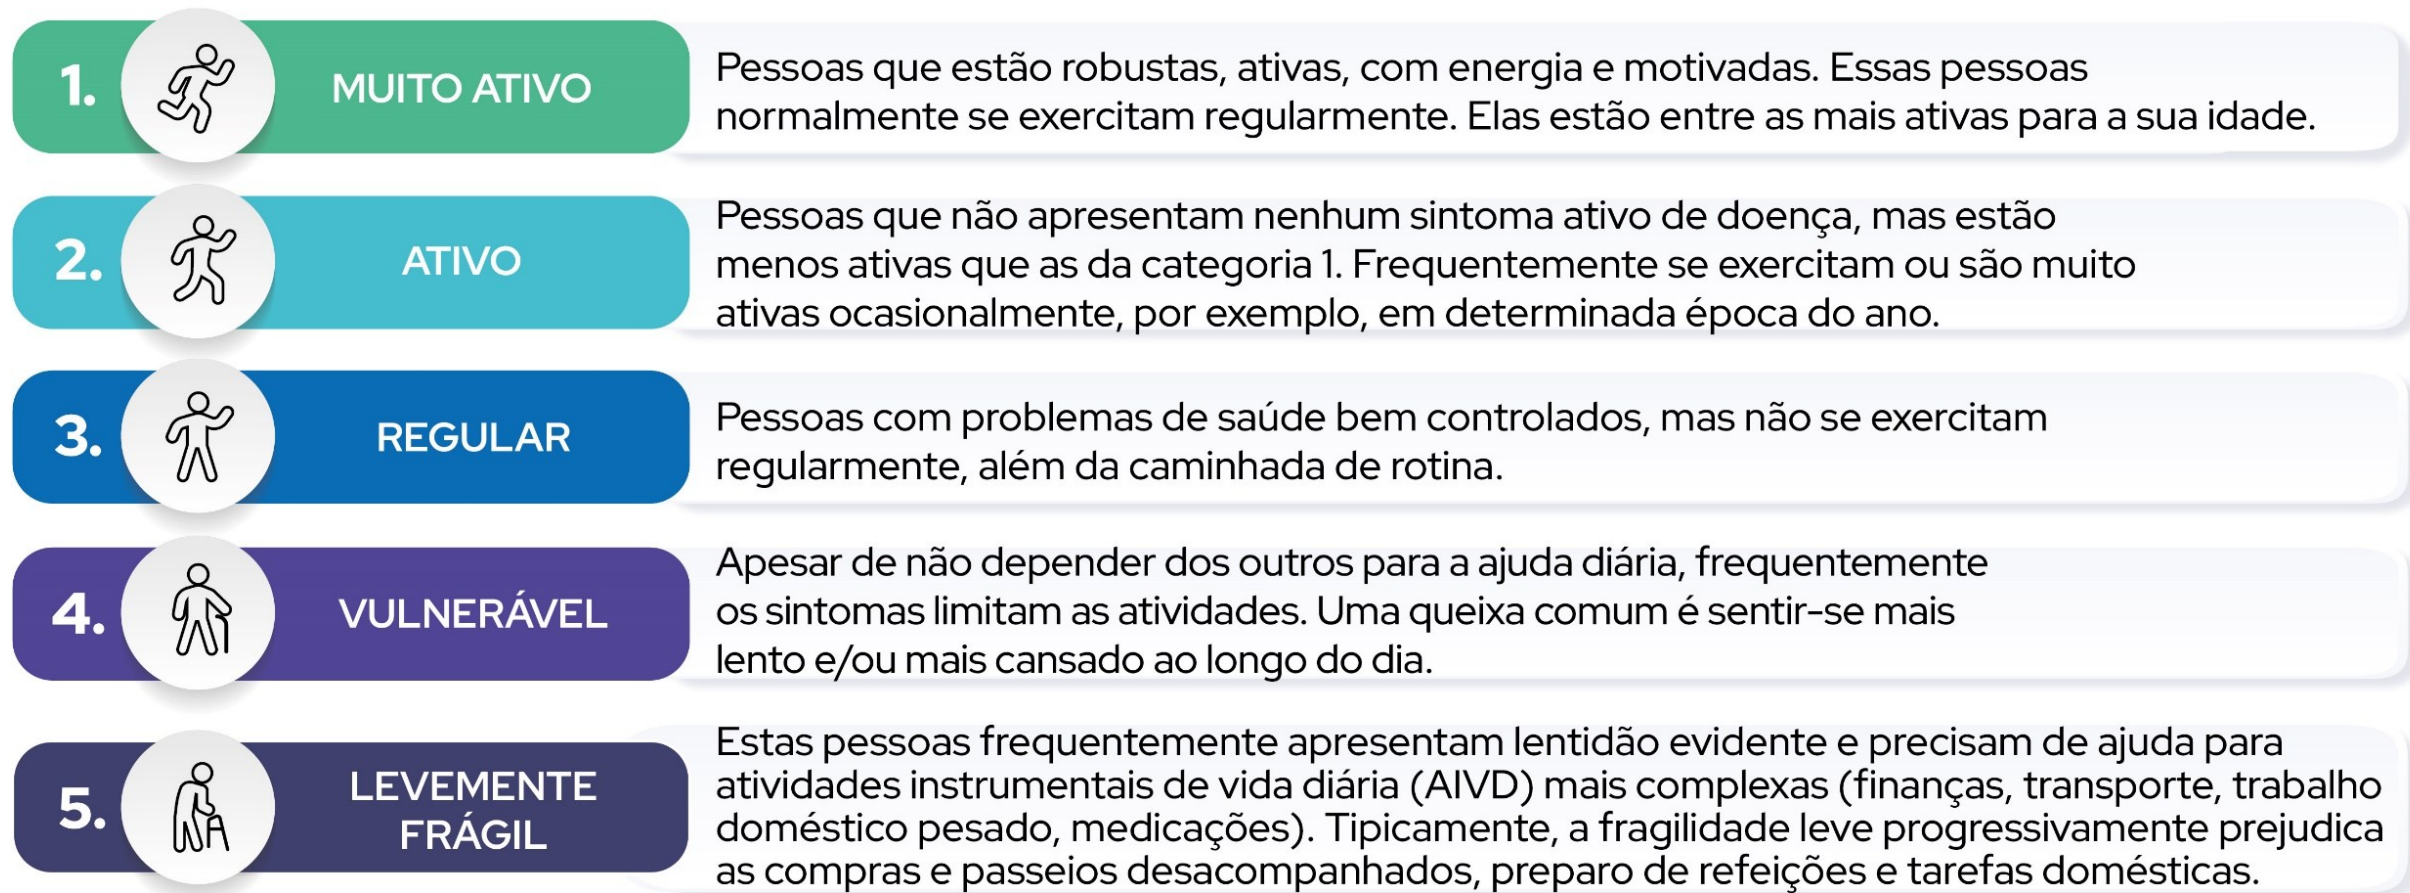 1.
MUITO ATIVO
Pessoas que estão robustas, ativas, com energia e motivadas. Essas pessoas
normalmente se exercitam regularmente. Elas estão entre as mais ativas para a sua idade.
2.
ATIVO
Pessoas que não apresentam nenhum sintoma ativo de doença, mas estão
menos ativas que as da categoria 1. Frequentemente se exercitam ou são muito
ativas ocasionalmente, por exemplo, em determinada época do ano.
3.
REGULAR
Pessoas com problemas de saúde bem controlados, mas não se exercitam
regularmente, além da caminhada de rotina.
4.
VULNERÁVEL
Apesar de não depender dos outros para a ajuda diária, frequentemente
os sintomas limitam as atividades. Uma queixa comum é sentir-se mais
lento e/ou mais cansado ao longo do dia.
5.
LEVEMENTE
FRÁGIL
Estas pessoas frequentemente apresentam lentidão evidente e precisam de ajuda para
atividades instrumentais de vida diária (AIVD) mais complexas (finanças, transporte, trabalho
doméstico pesado, medicações). Tipicamente, a fragilidade leve progressivamente prejudica
as compras e passeios desacompanhados, preparo de refeições e tarefas domésticas.